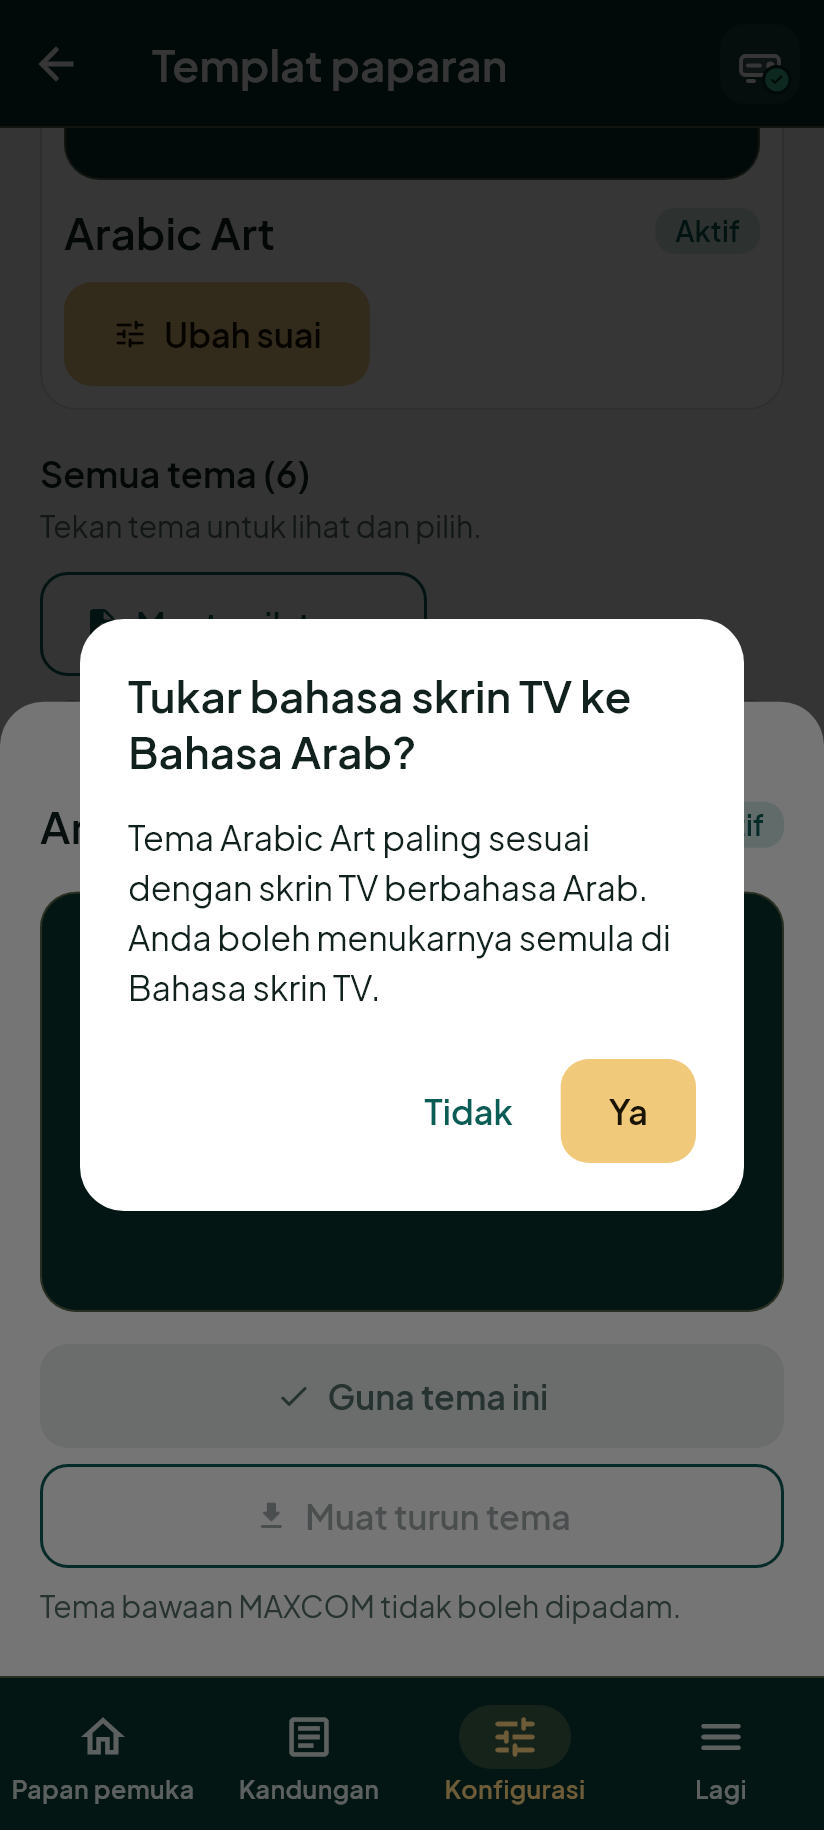 Templat paparan
Arabic Art
Aktif
Ubah suai
Semua tema (6)
Tekan tema untuk lihat dan pilih.
Tukar bahasa skrin TV ke
Bahasa Arab?
Tema Arabic Art paling sesuai
dengan skrin TV berbahasa Arab.
Anda boleh menukarnya semula di
Bahasa skrin TV.
Tidak
Ya
Guna tema ini
Muat turun tema
Tema bawaan MAXCOM tidak boleh dipadam.
Papan pemuka
Kandungan
Konfigurasi
Lagi